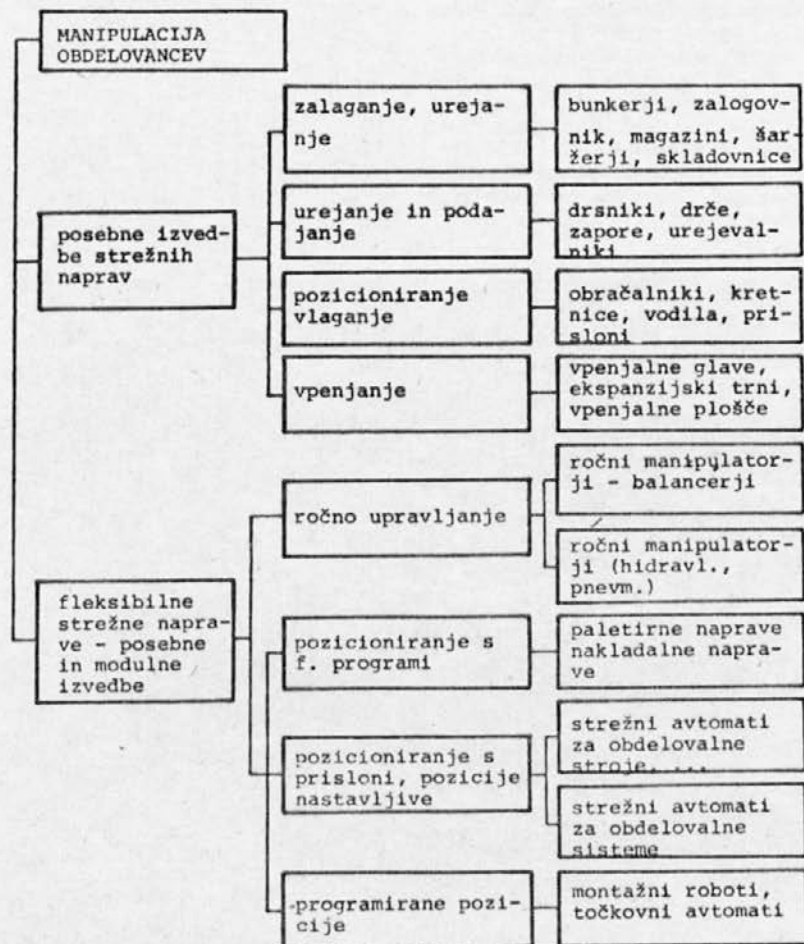 MANIPULACIJA
OBDELOVANCEV
posebne izved-
be strežnih
naprav
zalaganje, ureja-
nje
bunkerji, zalogov-
nik, magazini, šar-
žerji, skladovnice
urejanje in poda-
janje
drsniki, drče,
zapore, urejeval-
niki
pozicioniranje
vlaganje
obračalniki, kret-
nice, vodila, pri-
sloni
vpenjanje
vpenjalne glave,
ekspanzijski trni,
vpenjalne plošče
fleksibilne
strežne napra-
ve - posebne
in modulne
izvedbe
ročno upravljanje
ročni manipulator-
ji - balancerji
ročni manipulator-
ji (hidravl.,
pnevm.)
pozicioniranje s
f. programi
paletirne naprave
nakladalne napra-
ve
pozicioniranje s
prisloni, pozicije
nastavljive
strežni avtomati
za obdelovalne
stroje, ...
strežni avtomati
za obdelovalne
sisteme
programirane pozi-
cije
montažni roboti,
točkovni avtomati